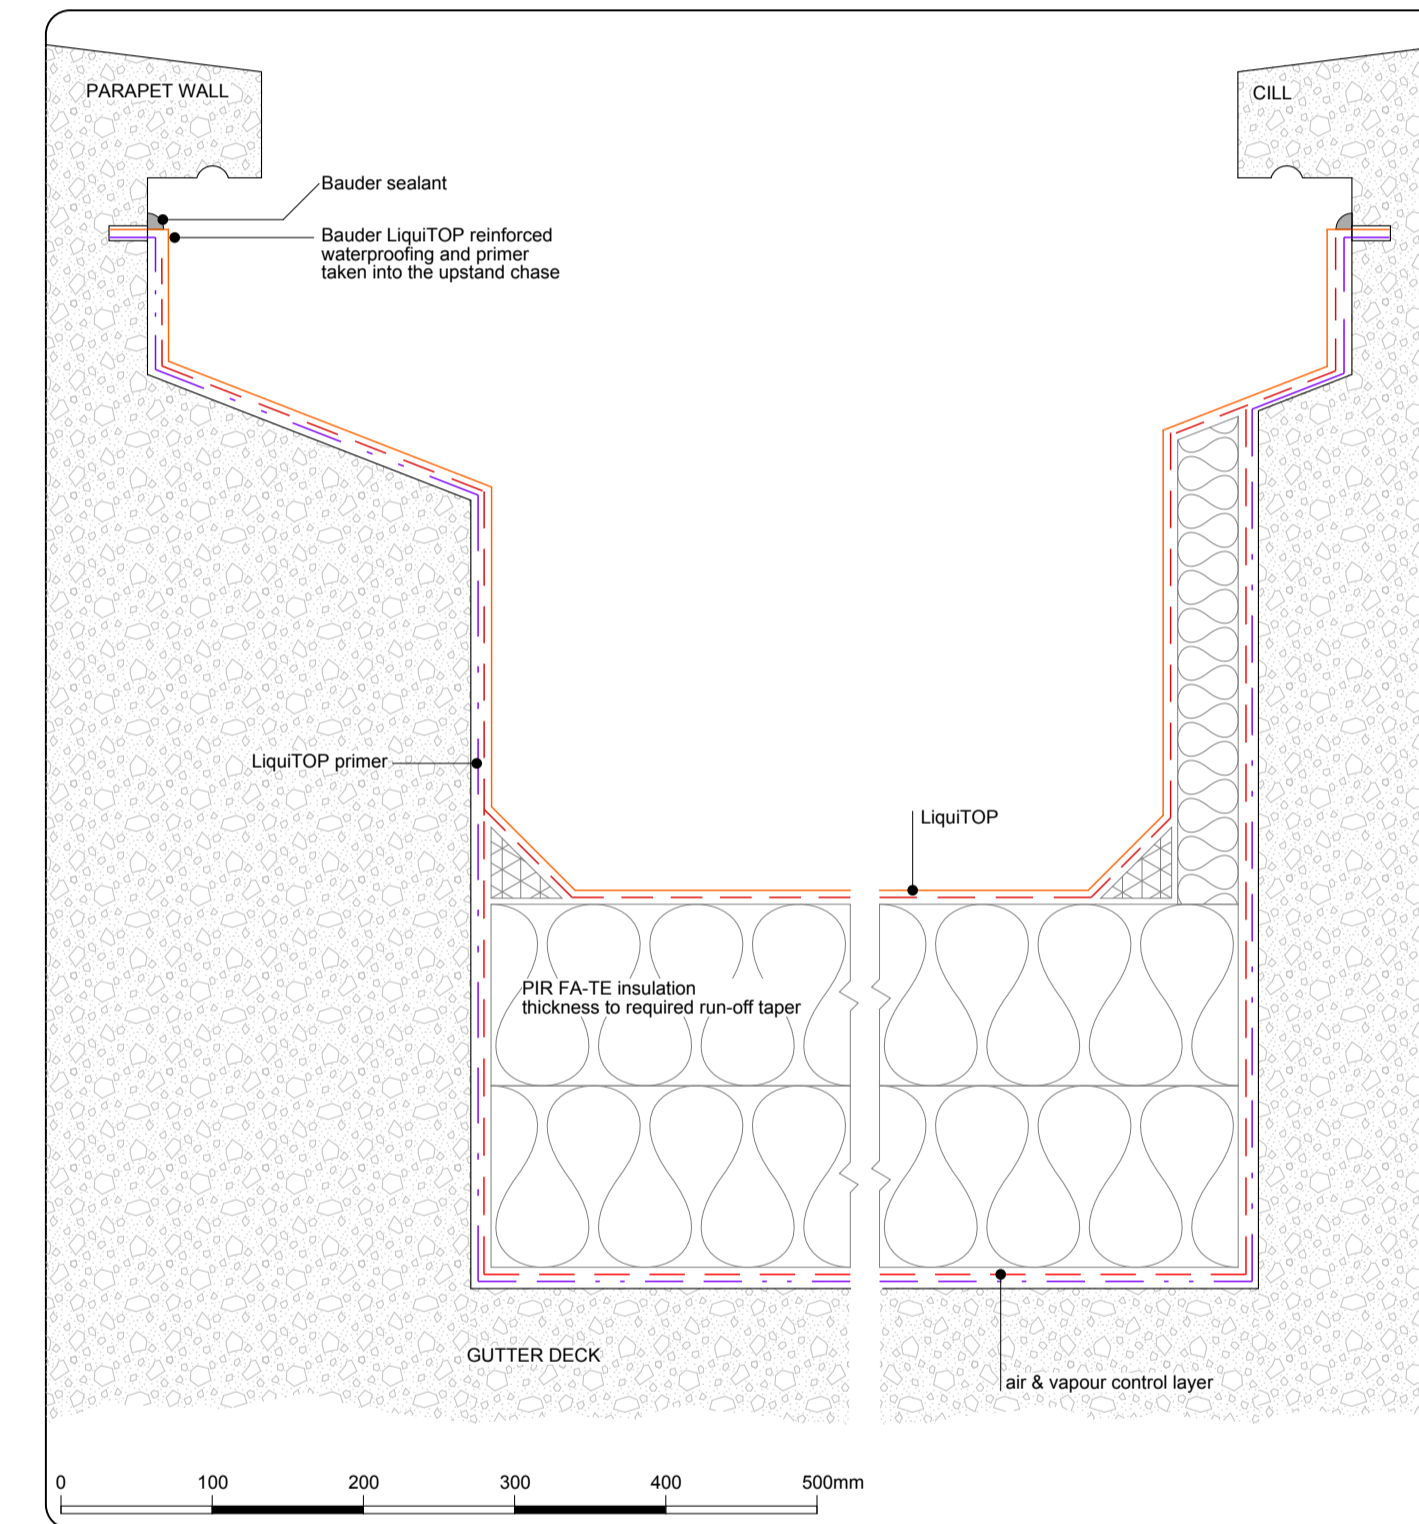 PARAPET WALL
CILL
Bauder sealant
Bauder LiquiTOP reinforced
waterproofing and primer
taken into the upstand chase
LiquiTOP primer
LiquiTOP
PIR FA-TE insulation
thickness to required run-off taper
GUTTER DECK
air & vapour control layer
0 100 200 300 400 500mm